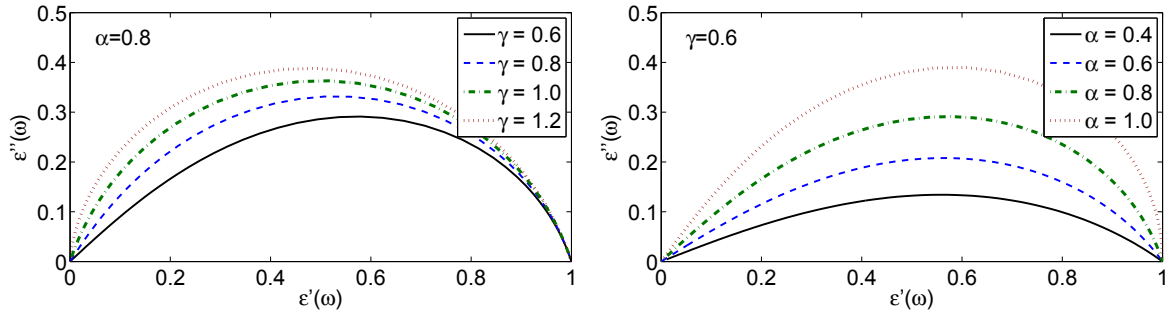 0.5
0.4
0.3
0.2
0.1
0
ε''(ω)
α=0.8
γ = 0.6
γ = 0.8
γ = 1.0
γ = 1.2
0 0.2 0.4 0.6 0.8 1
ε'(ω)
0.5
0.4
0.3
0.2
0.1
0
ε''(ω)
γ=0.6
α = 0.4
α = 0.6
α = 0.8
α = 1.0
0 0.2 0.4 0.6 0.8 1
ε'(ω)